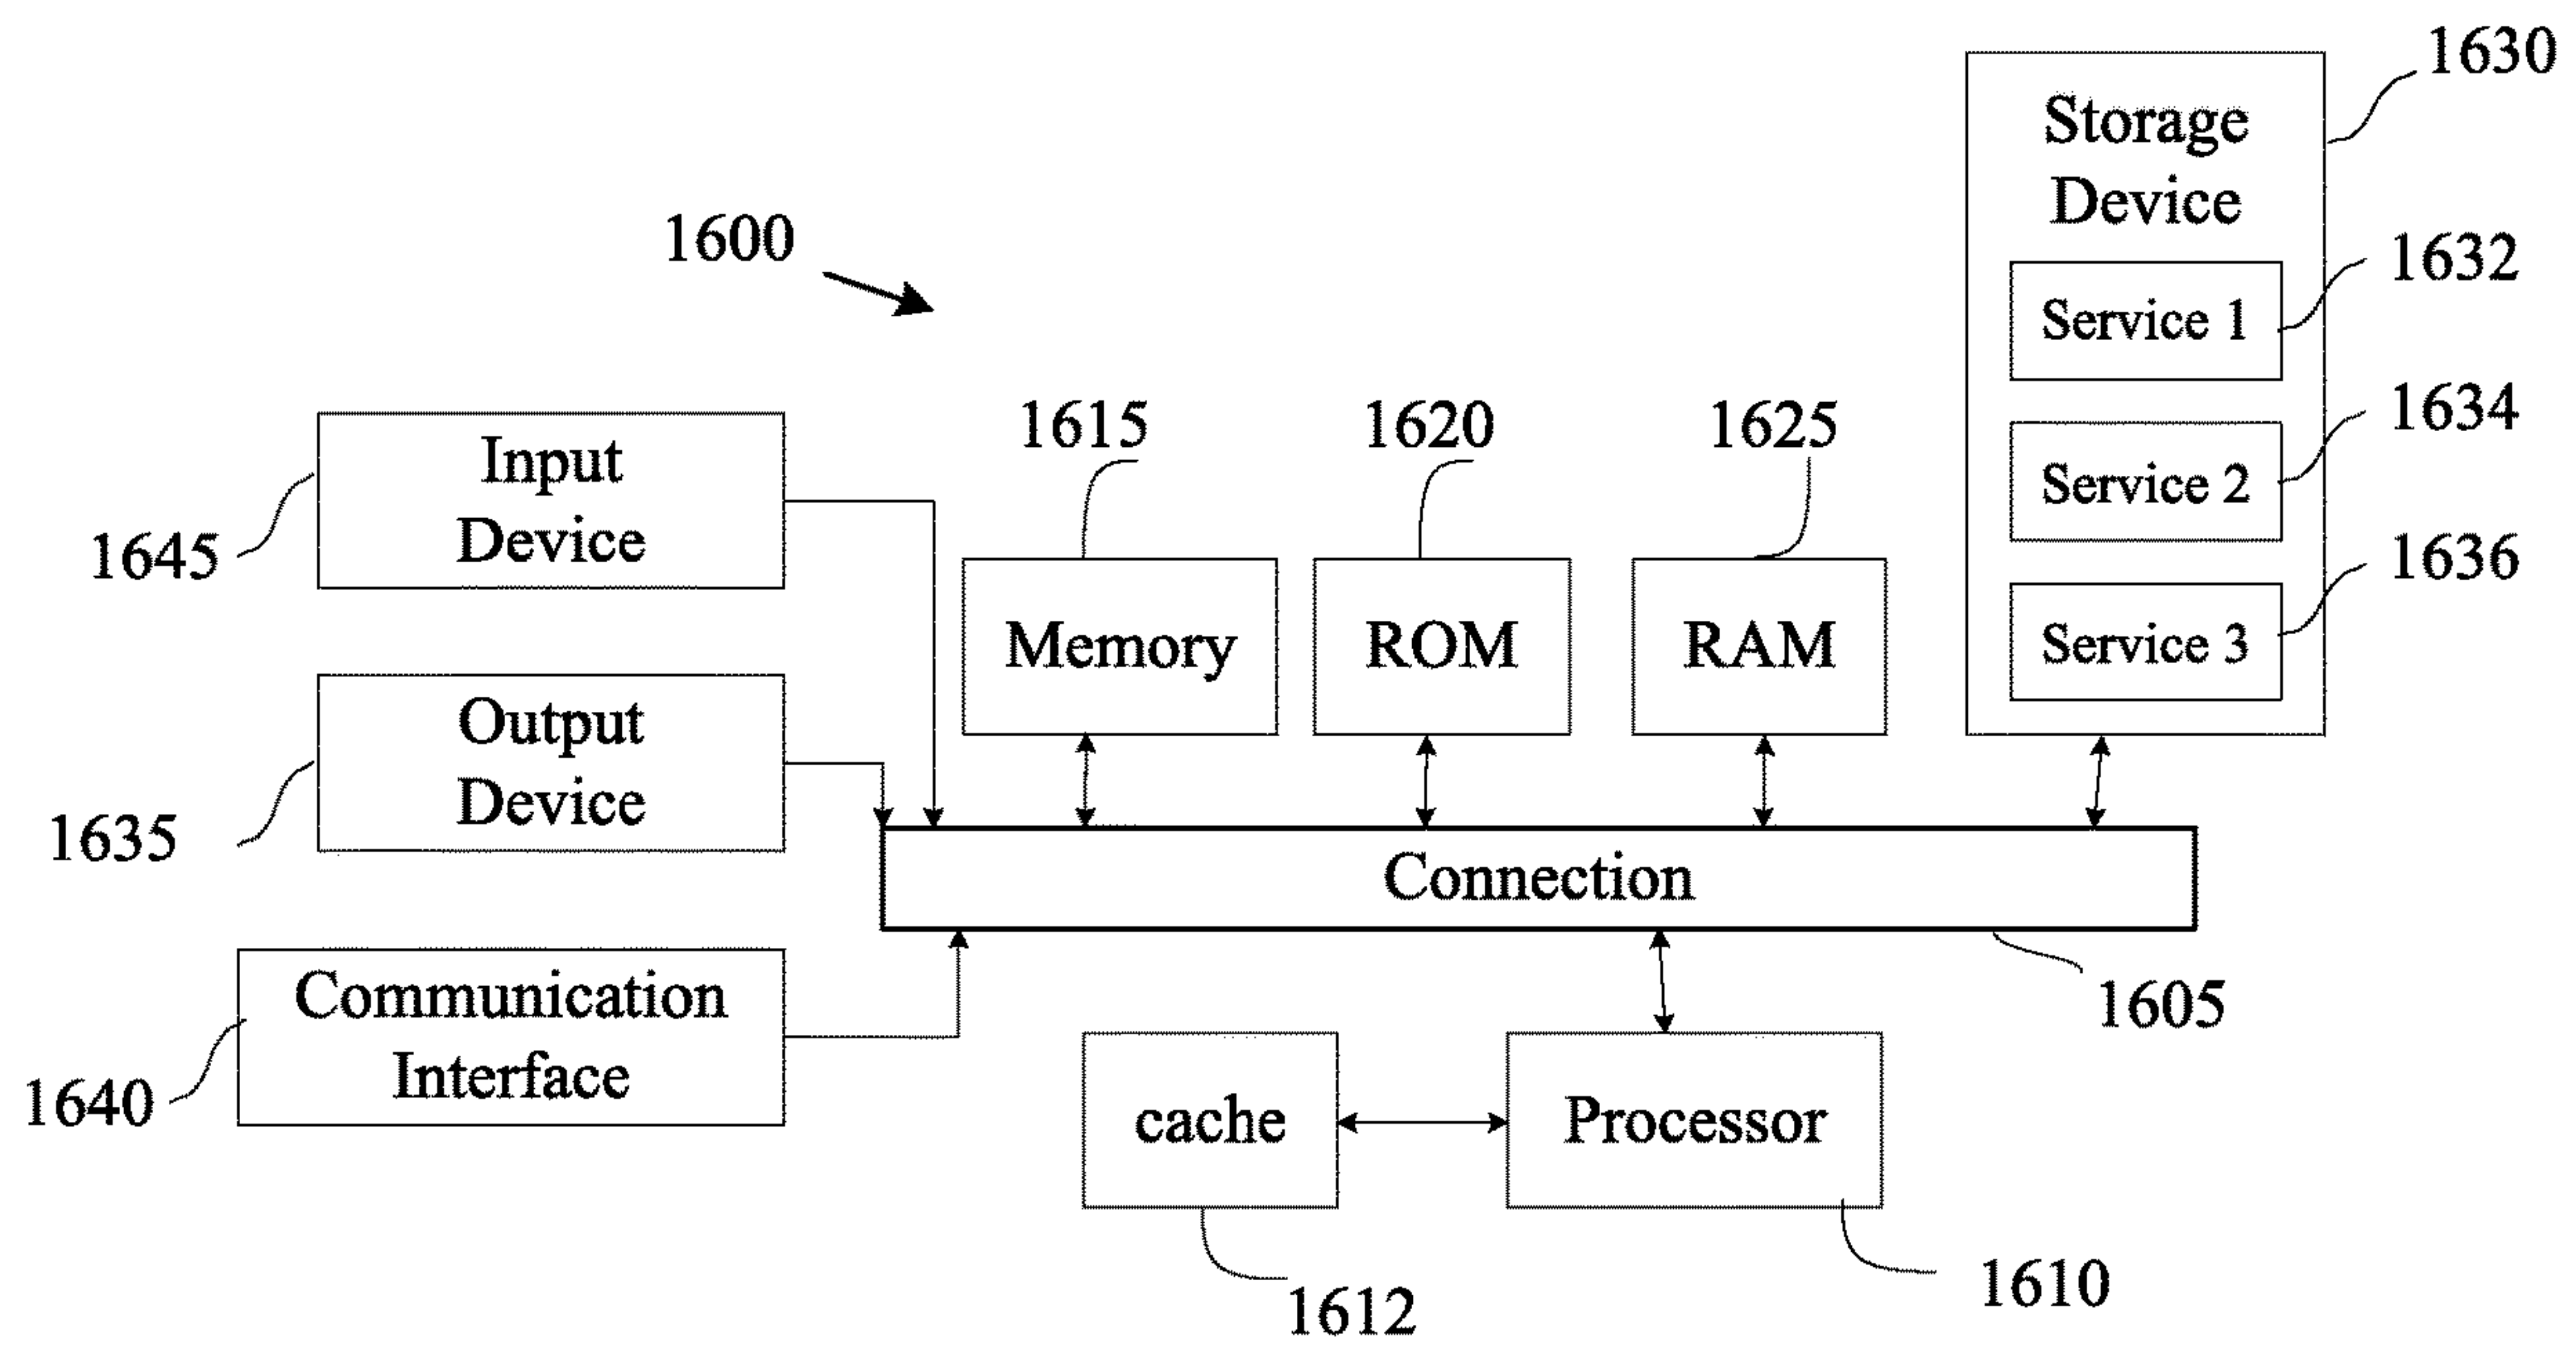 1630
Storage
Device
1600
1632
Service 1
1615
1620
1625
1634
Input
Device
Service 2
1645
1636
Memory
ROM
RAM
Service 3
Output
Device
1635
Connection
Communication
Interface
1605
1640
cache
Processor
1610
1612